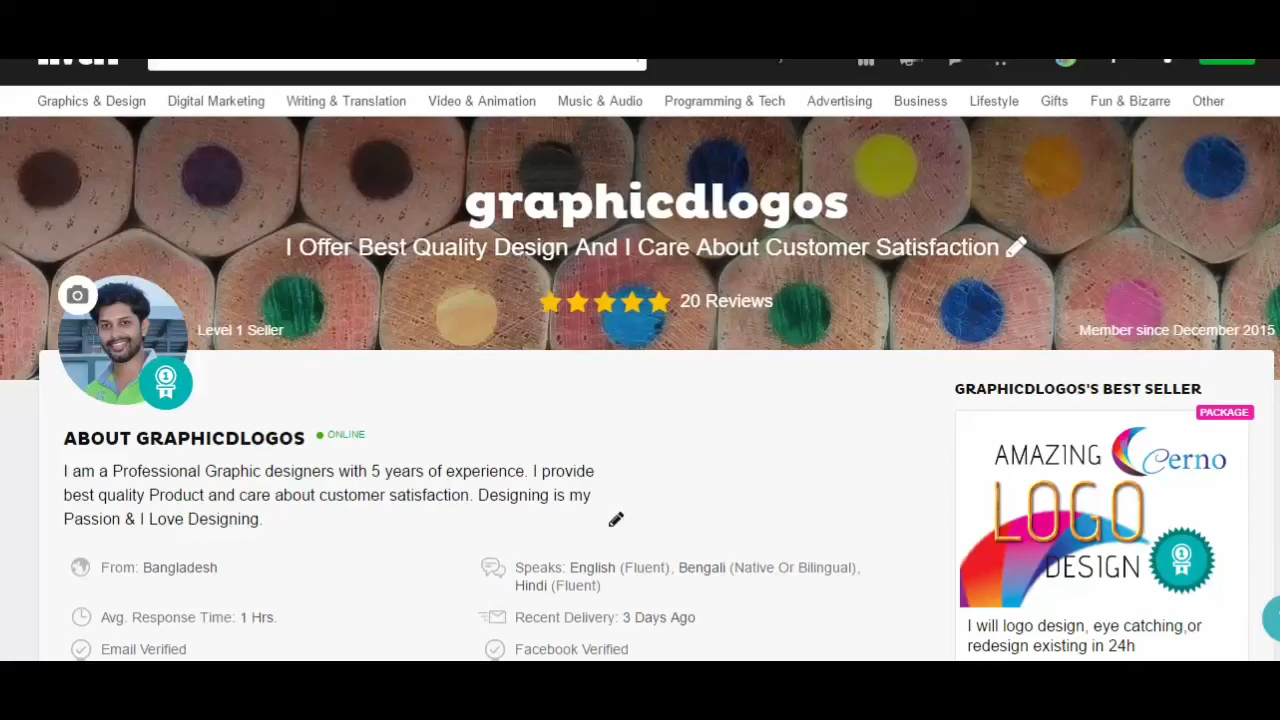 Graphics & Design Digital Marketing Writing & Translation Video & Animation Music & Audio Programming & Tech Advertising Business Lifestyle Gifts Fun & Bizarre Other
graphicdlogos
I Offer Best Quality Design And I Care About Customer Satisfaction
20 Reviews
Level 1 Seller
Member since December 2015
ABOUT GRAPHICDLOGOS ONLINE
I am a Professional Graphic designers with 5 years of experience. I provide
best quality Product and care about customer satisfaction. Designing is my
Passion & I Love Designing.
From: Bangladesh
Speaks: English (Fluent), Bengali (Native Or Bilingual),
Hindi (Fluent)
Avg. Response Time: 1 Hrs.
Recent Delivery: 3 Days Ago
Email Verified
Facebook Verified
GRAPHICDLOGOS'S BEST SELLER
PACKAGE
AMAZING Cerno
LOGO
DESIGN
1
I will logo design, eye catching,or
redesign existing in 24h
1